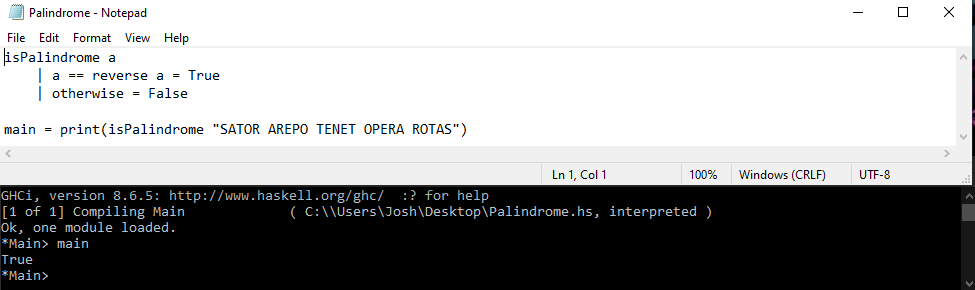 Palindrome - Notepad
File Edit Format View Help
isPalindrome a
    | a == reverse a = True
    | otherwise = False
main = print(isPalindrome "SATOR AREPO TENET OPERA ROTAS")
Ln 1, Col 1 100% Windows (CRLF) UTF-8
GHCi, version 8.6.5: http://www.haskell.org/ghc/  :? for help
[1 of 1] Compiling Main             ( C:\\Users\Josh\Desktop\Palindrome.hs, interpreted )
Ok, one module loaded.
*Main> main
True
*Main>